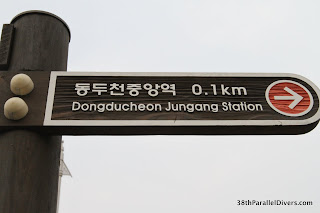 동두천중앙역 0.1km
Dongducheon Jungang Station
38thParallelDivers.com